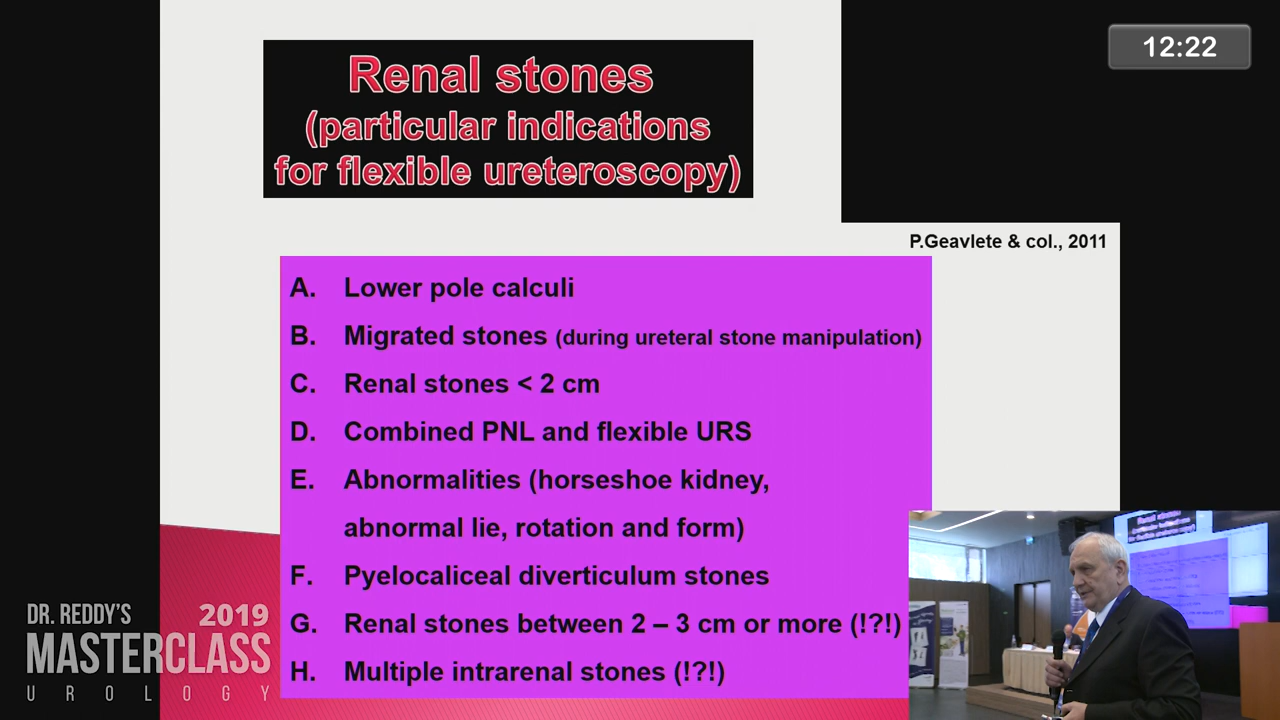 12:22
Renal stones
(particular indications
for flexible ureteroscopy)
P.Geavlete & col., 2011
A. Lower pole calculi
B. Migrated stones (during ureteral stone manipulation)
C. Renal stones < 2 cm
D. Combined PNL and flexible URS
E. Abnormalities (horseshoe kidney,
abnormal lie, rotation and form)
F. Pyelocaliceal diverticulum stones
G. Renal stones between 2 – 3 cm or more (!?!)
H. Multiple intrarenal stones (!?!)
DR. REDDY'S 2019
MASTERCLASS
UROLOGY
Renal stones